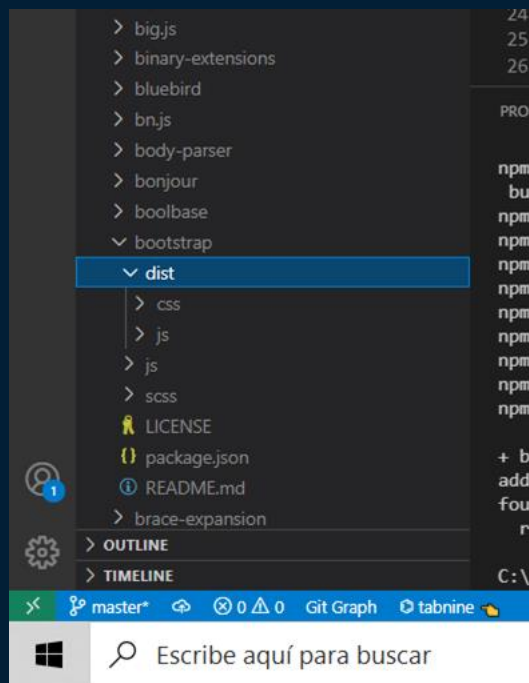 big.js
binary-extensions
bluebird
bn.js
body-parser
bonjour
boolbase
bootstrap
dist
css
js
js
scss
LICENSE
{} package.json
README.md
brace-expansion
OUTLINE
TIMELINE
1
24
25
26
PRO
npm
bu
npm
npm
npm
npm
npm
npm
npm
npm
npm
+ b
add
fou
r
C:\
master* 0 0 Git Graph tabnine
Escribe aquí para buscar